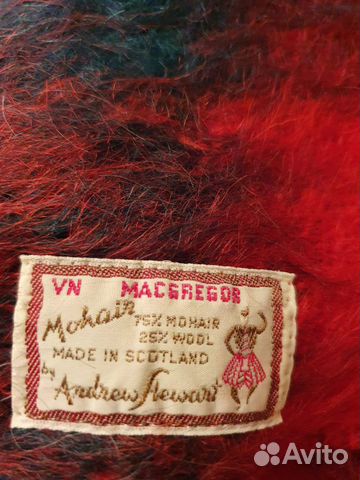 VN MACGREGOR
Mohair 75% MOHAIR
25% WOOL
MADE IN SCOTLAND
by Andrew Stewart
Avito